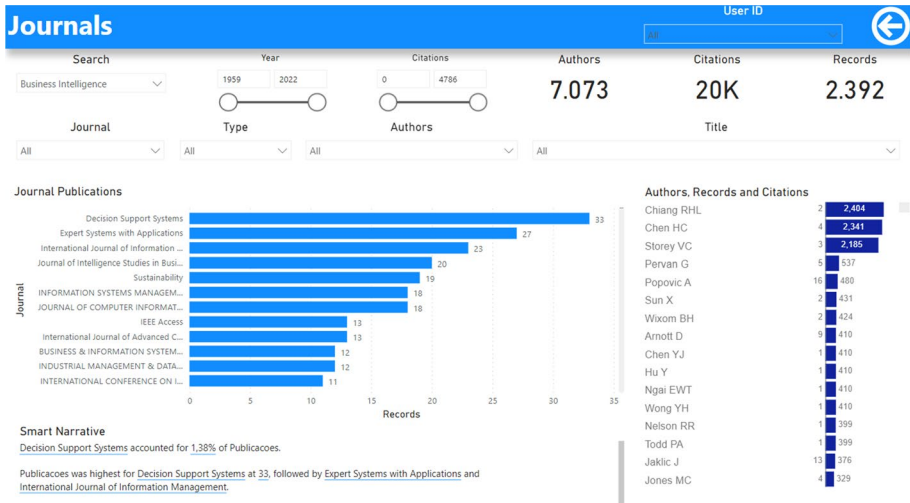 Journals
User ID
All
Search
Year
Citations
Authors
Citations
Records
Business Intelligence
1959
2022
0
4786
7.073
20K
2.392
Journal
Type
Authors
Title
All
All
All
All
Journal Publications
Journal
Decision Support Systems
33
Expert Systems with Applications
27
International Journal of Information ...
23
Journal of Intelligence Studies in Busi...
20
Sustainability
19
INFORMATION SYSTEMS MANAGEM...
18
JOURNAL OF COMPUTER INFORMAT...
18
IEEE Access
13
International Journal of Advanced C...
13
BUSINESS & INFORMATION SYSTEM...
12
INDUSTRIAL MANAGEMENT & DATA...
12
INTERNATIONAL CONFERENCE ON I...
11
0 5 10 15 20 25 30 35
Records
Authors, Records and Citations
Chiang RHL 2 2,404
Chen HC 4 2,341
Storey VC 3 2,185
Pervan G 5 537
Popovic A 16 480
Sun X 2 431
Wixom BH 2 424
Arnott D 9 410
Chen YJ 1 410
Hu Y 1 410
Ngai EWT 1 410
Wong YH 1 410
Nelson RR 1 399
Todd PA 1 399
Jaklic J 13 376
Jones MC 4 329
Smart Narrative
Decision Support Systems accounted for 1,38% of Publicacoes.
Publicacoes was highest for Decision Support Systems at 33, followed by Expert Systems with Applications and
International Journal of Information Management.